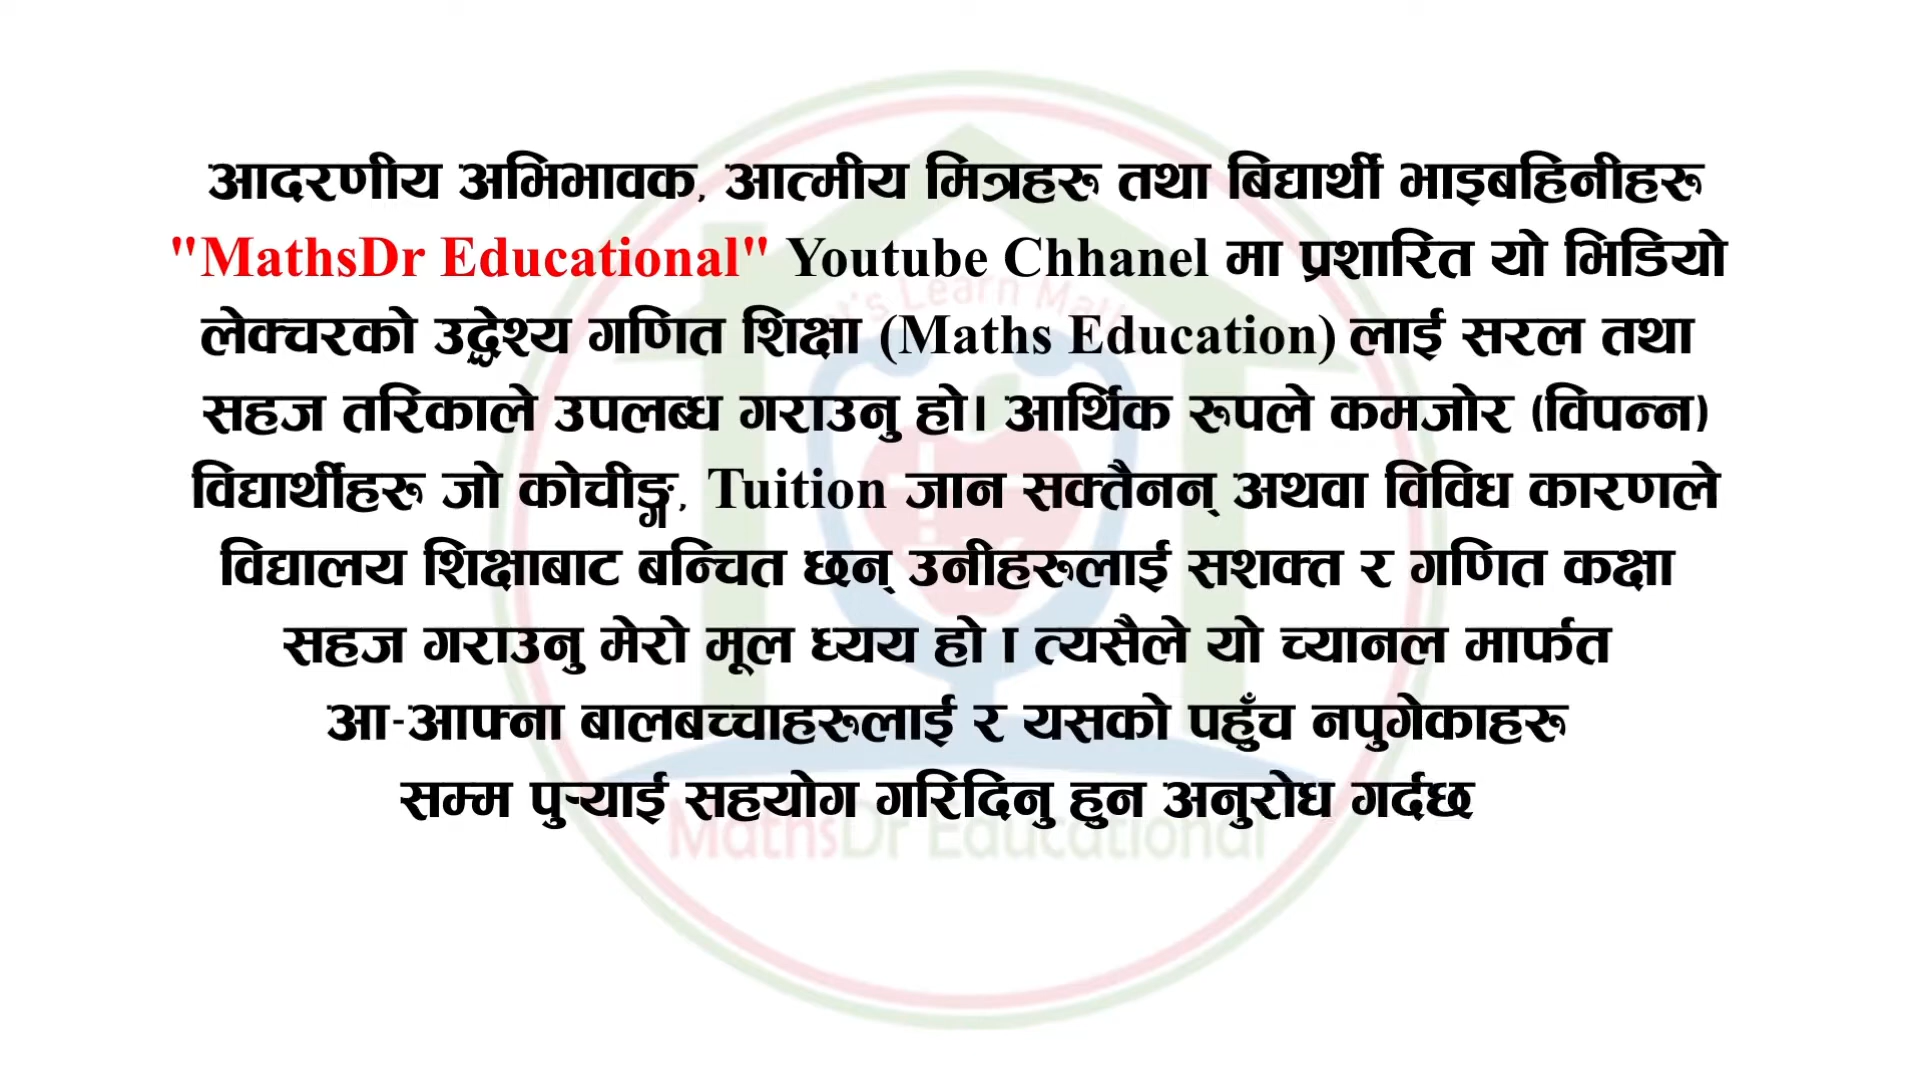 आदरणीय अभिभावक, आत्मीय मित्रहरू तथा बिद्यार्थी भाइबहिनीहरू
"MathsDr Educational" Youtube Chhanel मा प्रशारित यो भिडियो
लेक्चरको उद्धेश्य गणित शिक्षा (Maths Education) लाई सरल तथा
सहज तरिकाले उपलब्ध गराउनु हो। आर्थिक रूपले कमजोर (विपन्न)
विद्यार्थीहरू जो कोचीङ्ग, Tuition जान सक्तैनन् अथवा विविध कारणले
विद्यालय शिक्षाबाट बन्चित छन् उनीहरूलाई सशक्त र गणित कक्षा
सहज गराउनु मेरो मूल ध्यय हो । त्यसैले यो च्यानल मार्फत
आ-आफ्ना बालबच्चाहरूलाई र यसको पहुँच नपुगेकाहरू
सम्म पुऱ्याई सहयोग गरिदिनु हुन अनुरोध गर्दछ
MathsDr Educational